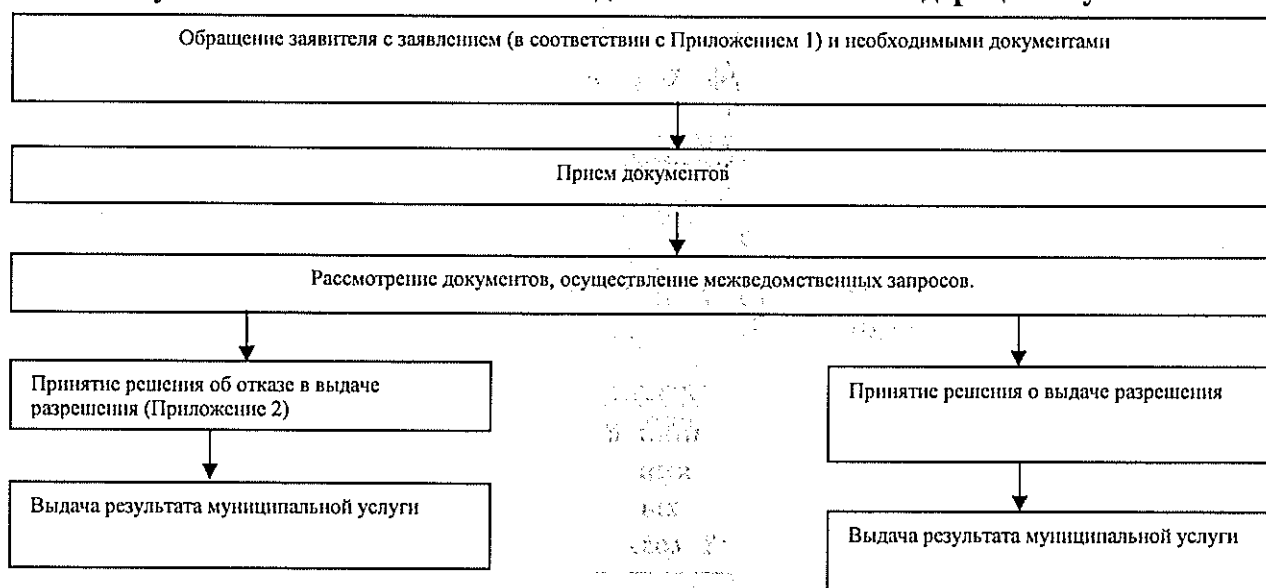 Обращение заявителя с заявлением (в соответствии с Приложением 1) и необходимыми документами
Прием документов
Рассмотрение документов, осуществление межведомственных запросов.
Принятие решения об отказе в выдаче
разрешения (Приложение 2)
Принятие решения о выдаче разрешения
Выдача результата муниципальной услуги
Выдача результата муниципальной услуги